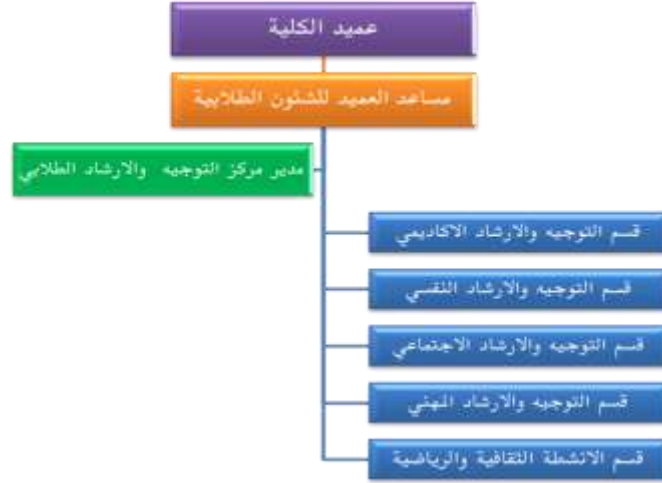 عميد الكلية
مساعد العميد للشئون الطلابية
مدير مركز التوجيه والارشاد الطلابي
قسم التوجيه والارشاد الاكاديمي
قسم التوجيه والارشاد النفسي
قسم التوجيه والارشاد الاجتماعي
قسم التوجيه والارشاد المهني
قسم الانشطة الثقافية والرياضية